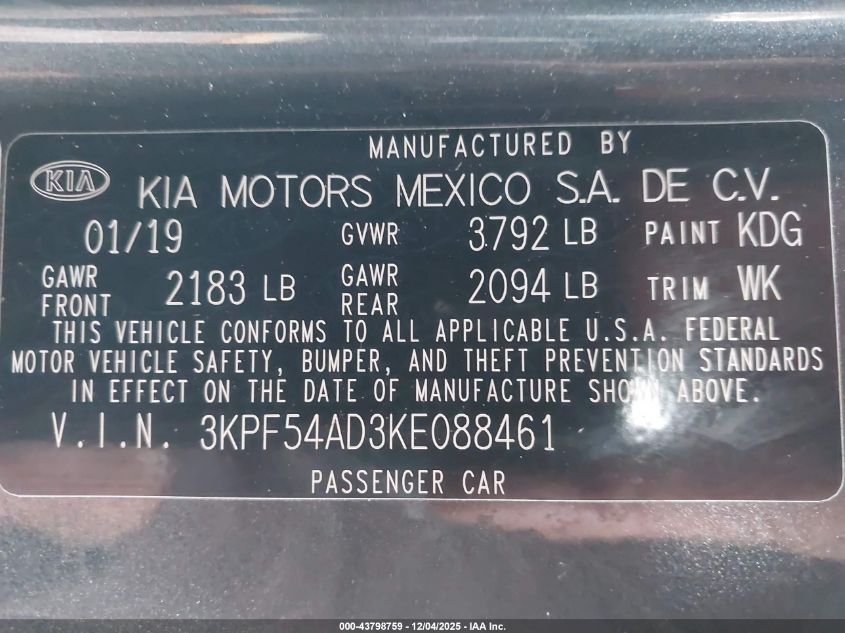 MANUFACTURED BY
KIA KIA MOTORS MEXICO S.A. DE C.V.
01/19 GVWR 3792 LB PAINT KDG
GAWR FRONT 2183 LB GAWR REAR 2094 LB TRIM WK
THIS VEHICLE CONFORMS TO ALL APPLICABLE U.S.A. FEDERAL
MOTOR VEHICLE SAFETY, BUMPER, AND THEFT PREVENTION STANDARDS
IN EFFECT ON THE DATE OF MANUFACTURE SHOWN ABOVE.
V.I.N. 3KPF54AD3KE088461
PASSENGER CAR
000-43798759 - 12/04/2025 - IAA Inc.